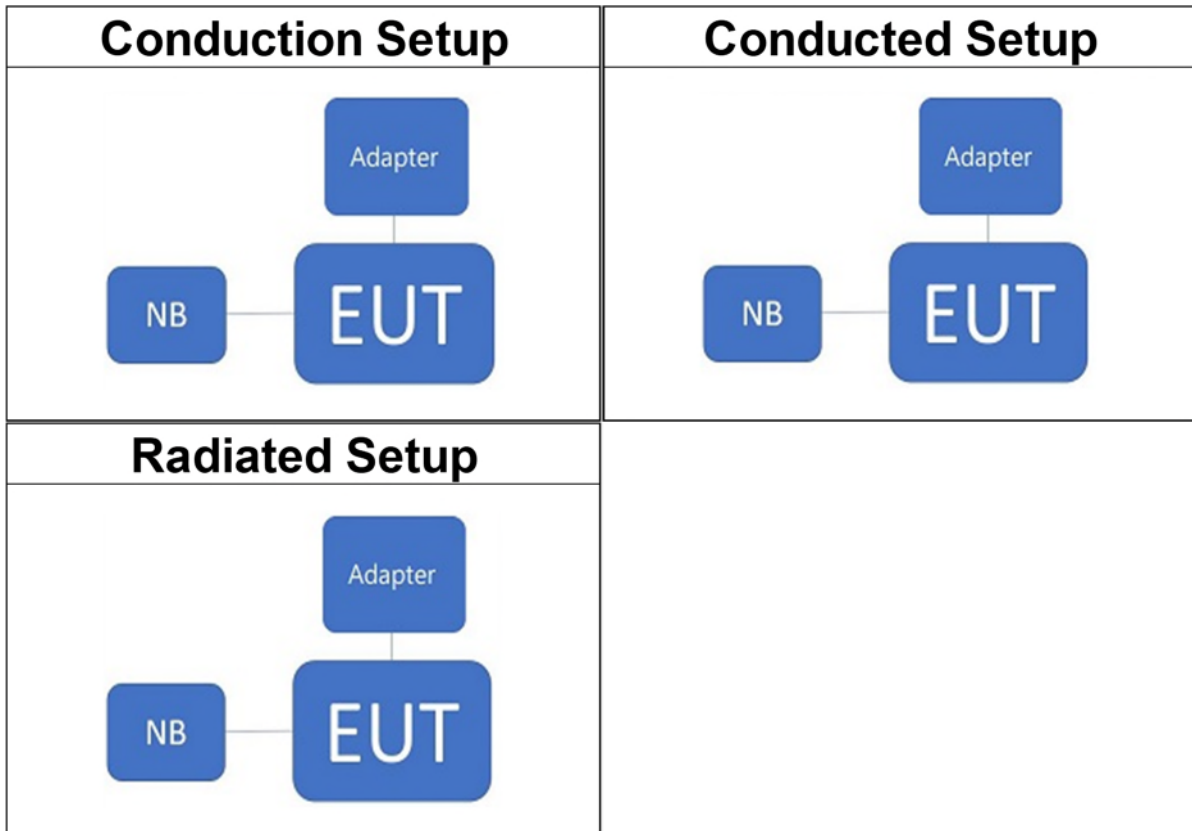 Conduction Setup
Adapter
NB
EUT
Conducted Setup
Adapter
NB
EUT
Radiated Setup
Adapter
NB
EUT